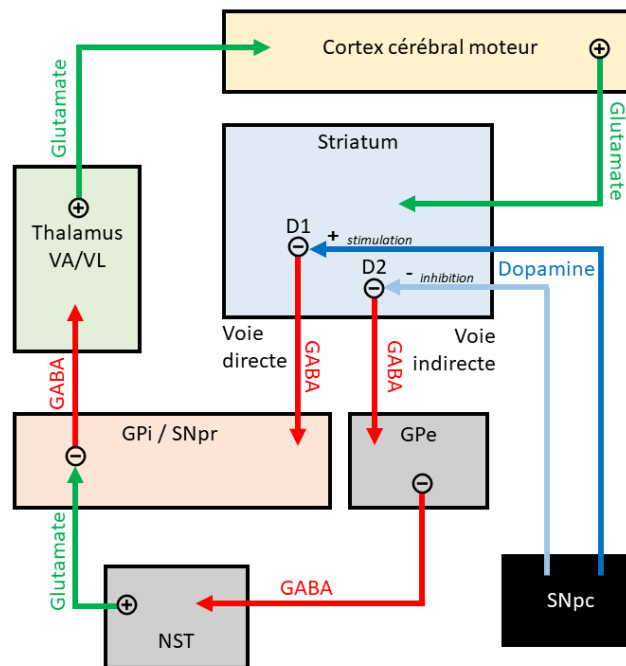 Cortex cérébral moteur
+
Glutamate
Glutamate
Striatum
+
Thalamus
VA/VL
D1
+ stimulation
−
D2
Dopamine
- inhibition
−
Voie
directe
GABA
GABA
Voie
indirecte
GABA
GPi / SNpr
GPe
−
−
Glutamate
GABA
SNpc
+
NST